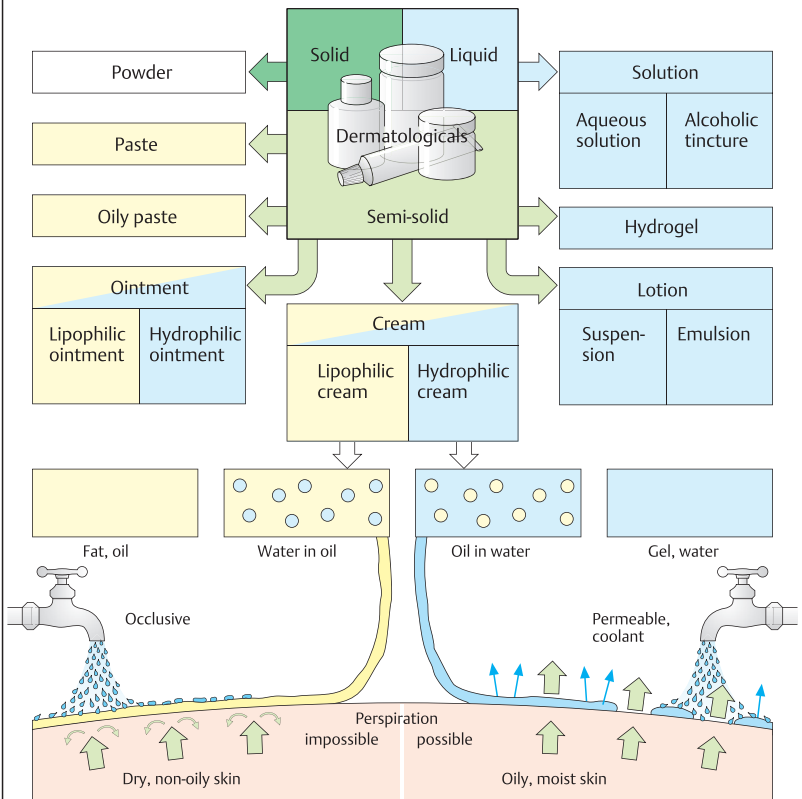 Solid
Liquid
Dermatologicals
Semi-solid
Powder
Paste
Oily paste
Ointment
Lipophilic
ointment
Hydrophilic
ointment
Cream
Lipophilic
cream
Hydrophilic
cream
Solution
Aqueous
solution
Alcoholic
tincture
Hydrogel
Lotion
Suspen-
sion
Emulsion
Fat, oil
Water in oil
Oil in water
Gel, water
Occlusive
Permeable,
coolant
Perspiration
impossible
possible
Dry, non-oily skin
Oily, moist skin